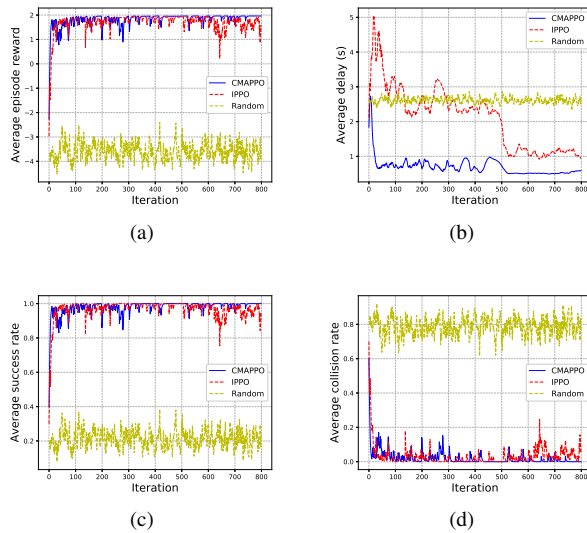 2
1
0
−1
−2
−3
−4
0 100 200 300 400 500 600 700 800
Average episode reward
Iteration
CMAPPO
IPPO
Random
(a)
5
4
3
2
1
0 100 200 300 400 500 600 700 800
Average delay (s)
Iteration
CMAPPO
IPPO
Random
(b)
1.0
0.8
0.6
0.4
0.2
0 100 200 300 400 500 600 700 800
Average success rate
Iteration
CMAPPO
IPPO
Random
(c)
0.8
0.6
0.4
0.2
0.0
0 100 200 300 400 500 600 700 800
Average collision rate
Iteration
CMAPPO
IPPO
Random
(d)